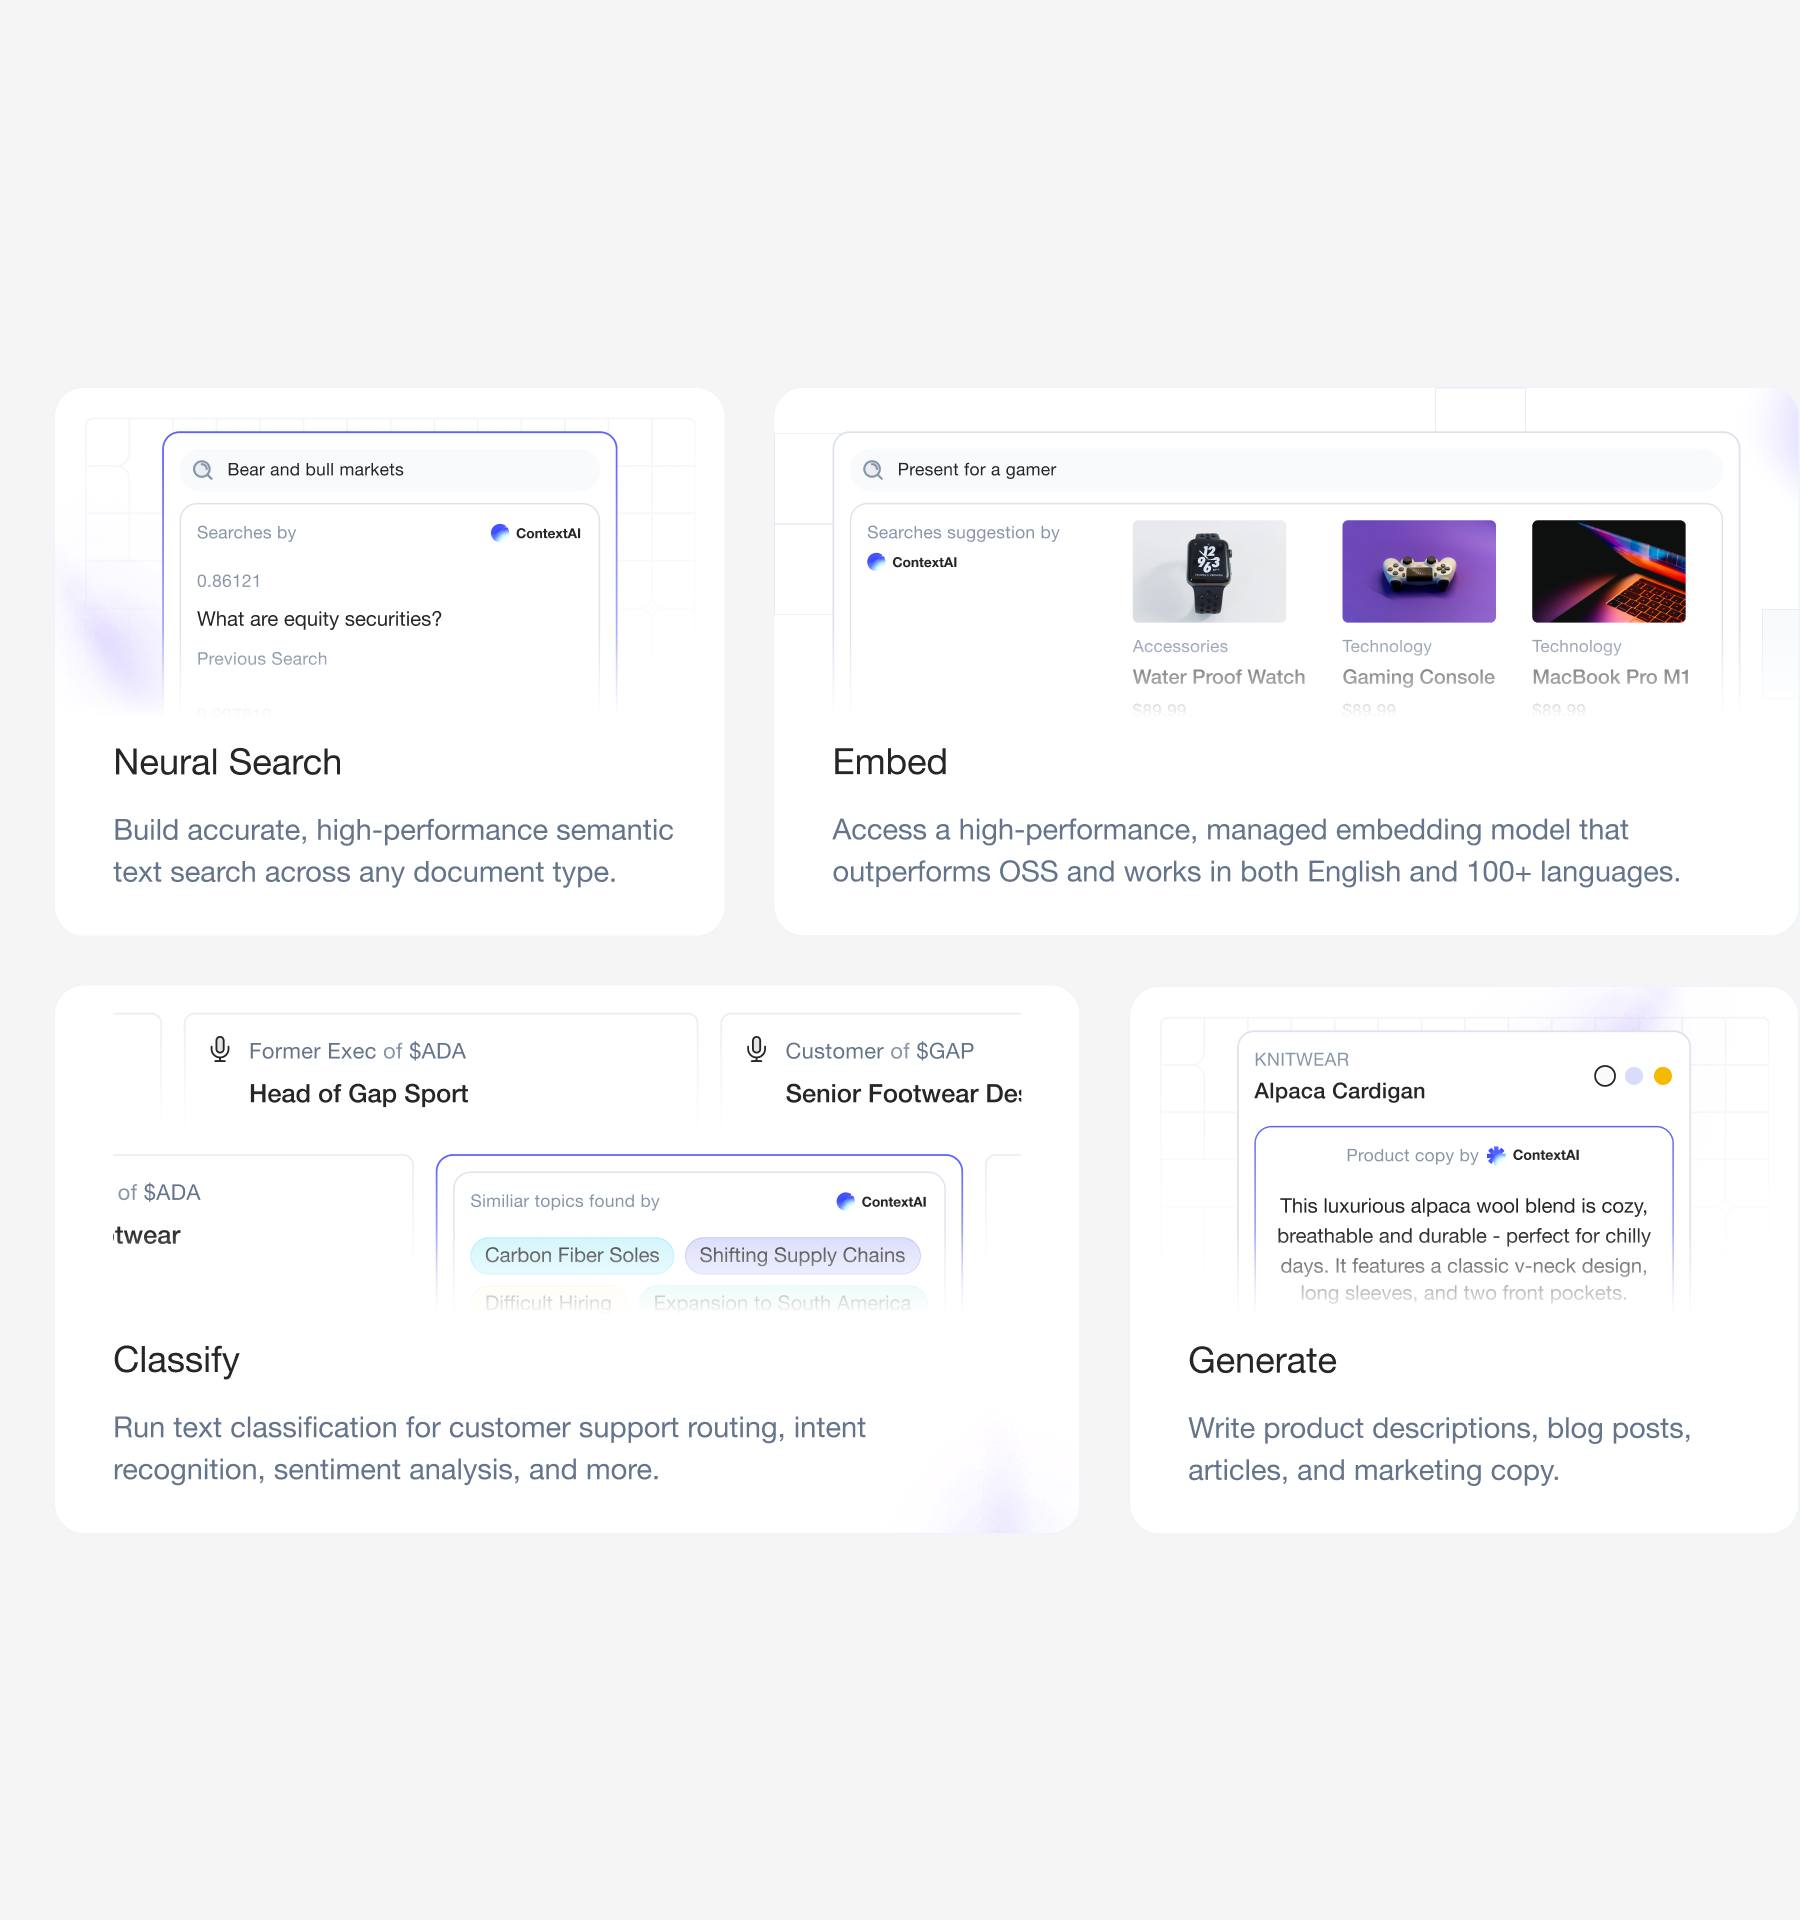 Bear and bull markets
Searches by
ContextAI
0.86121
What are equity securities?
Previous Search
Neural Search
Build accurate, high-performance semantic
text search across any document type.
Present for a gamer
Searches suggestion by
ContextAI
Accessories
Water Proof Watch
$89.99
Technology
Gaming Console
$89.99
Technology
MacBook Pro M1
$89.99
Embed
Access a high-performance, managed embedding model that
outperforms OSS and works in both English and 100+ languages.
Former Exec of $ADA
Head of Gap Sport
Customer of $GAP
Senior Footwear Des
of $ADA
otwear
Similiar topics found by
ContextAI
Carbon Fiber Soles
Shifting Supply Chains
Difficult Hiring
Expansion to South America
Classify
Run text classification for customer support routing, intent
recognition, sentiment analysis, and more.
KNITWEAR
Alpaca Cardigan
Product copy by ContextAI
This luxurious alpaca wool blend is cozy,
breathable and durable - perfect for chilly
days. It features a classic v-neck design,
long sleeves, and two front pockets.
Generate
Write product descriptions, blog posts,
articles, and marketing copy.